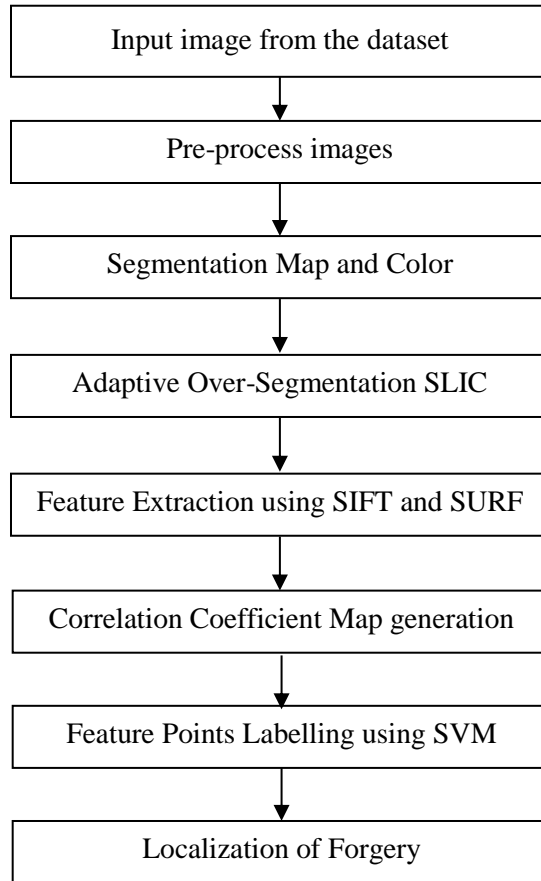 Input image from the dataset
Pre-process images
Segmentation Map and Color
Adaptive Over-Segmentation SLIC
Feature Extraction using SIFT and SURF
Correlation Coefficient Map generation
Feature Points Labelling using SVM
Localization of Forgery